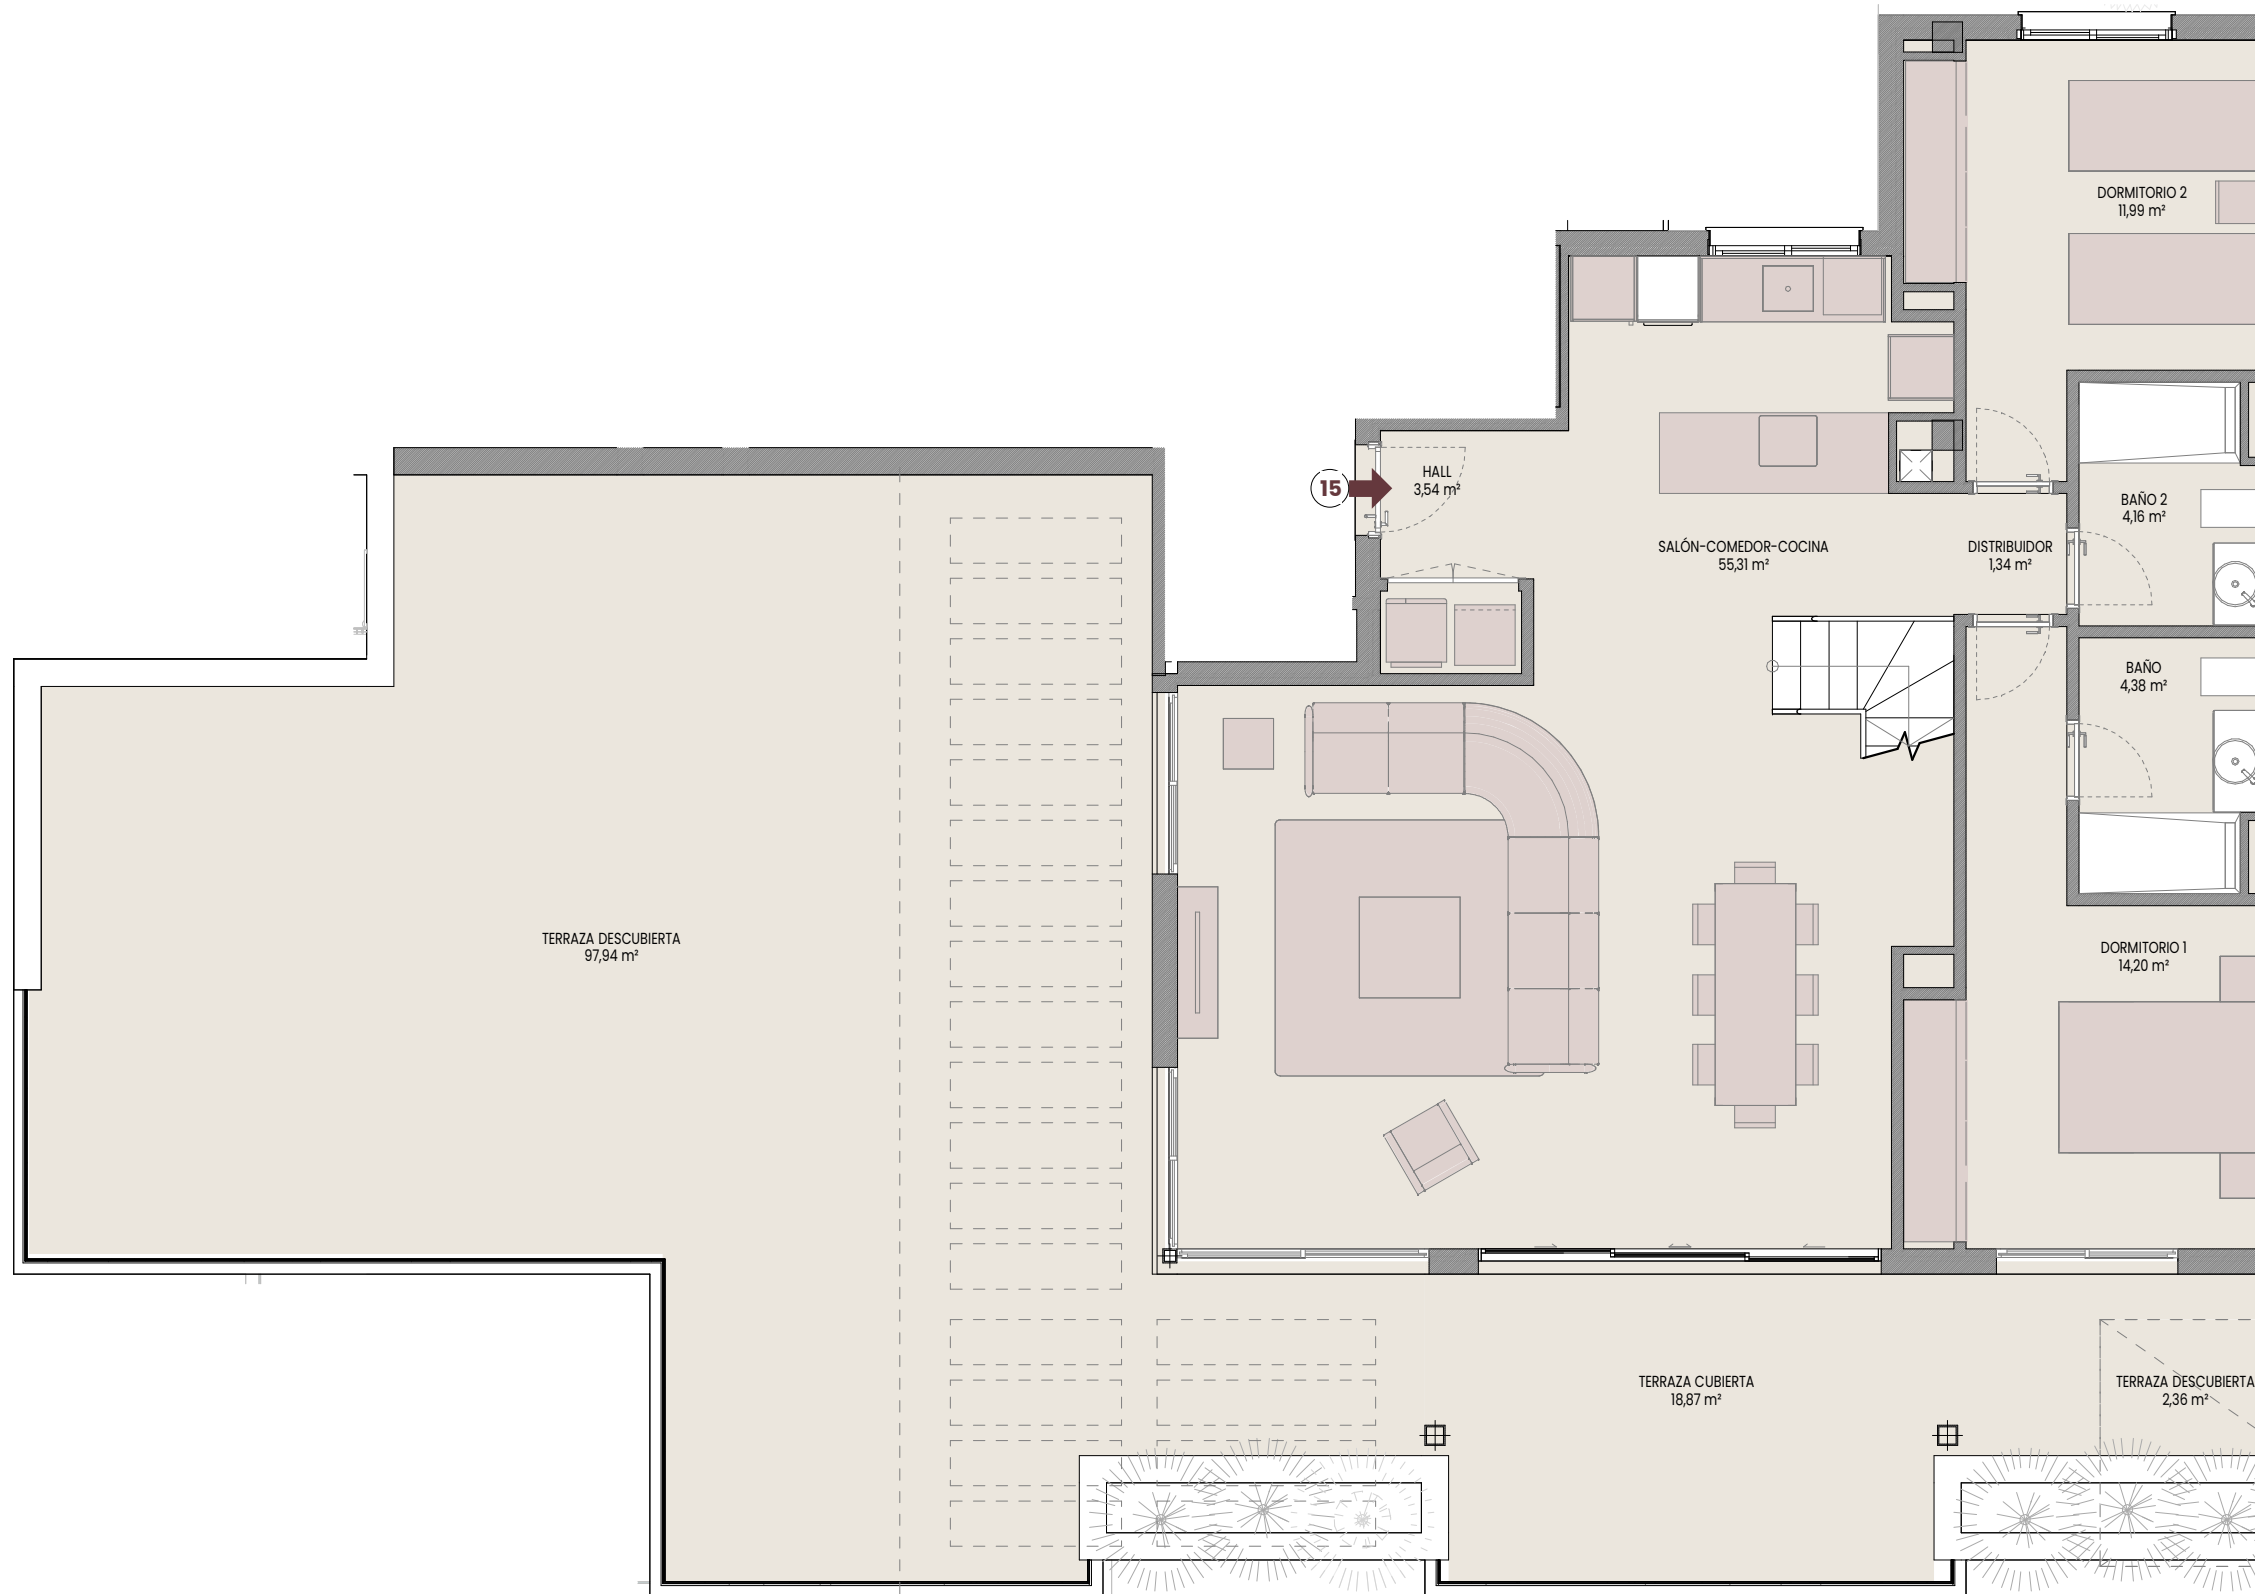 DORMITORIO 2
11,99 m²
15
HALL
3,54 m²
BAÑO 2
4,16 m²
SALÓN-COMEDOR-COCINA
55,31 m²
DISTRIBUIDOR
1,34 m²
BAÑO
4,38 m²
TERRAZA DESCUBIERTA
97,94 m²
DORMITORIO 1
14,20 m²
TERRAZA CUBIERTA
18,87 m²
TERRAZA DESCUBIERTA
2,36 m²